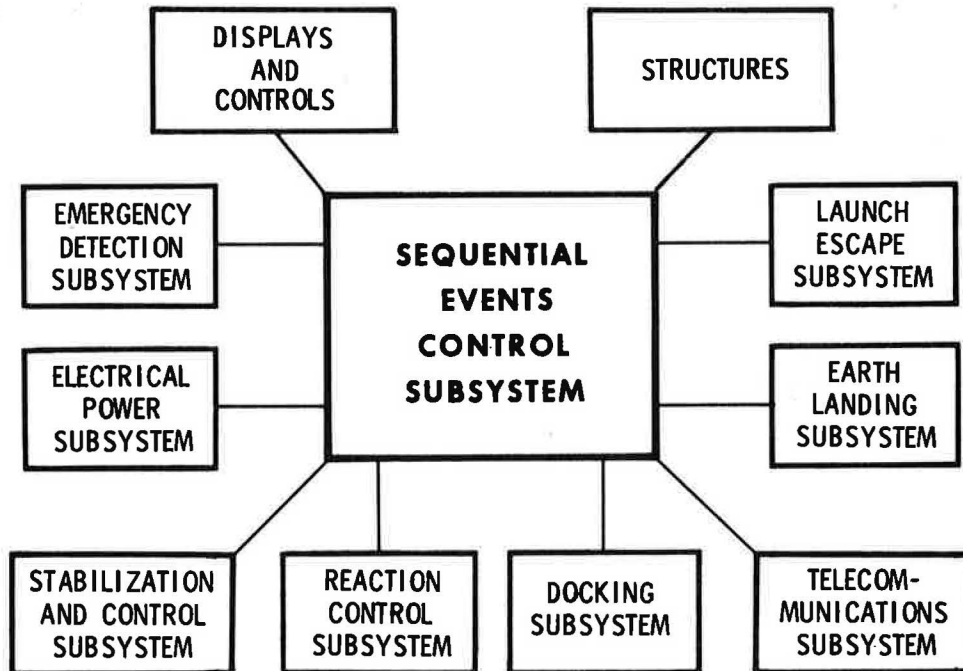 DISPLAYS
AND
CONTROLS
STRUCTURES
EMERGENCY
DETECTION
SUBSYSTEM
SEQUENTIAL
EVENTS
CONTROL
SUBSYSTEM
LAUNCH
ESCAPE
SUBSYSTEM
ELECTRICAL
POWER
SUBSYSTEM
EARTH
LANDING
SUBSYSTEM
STABILIZATION
AND CONTROL
SUBSYSTEM
REACTION
CONTROL
SUBSYSTEM
DOCKING
SUBSYSTEM
TELECOM-
MUNICATIONS
SUBSYSTEM